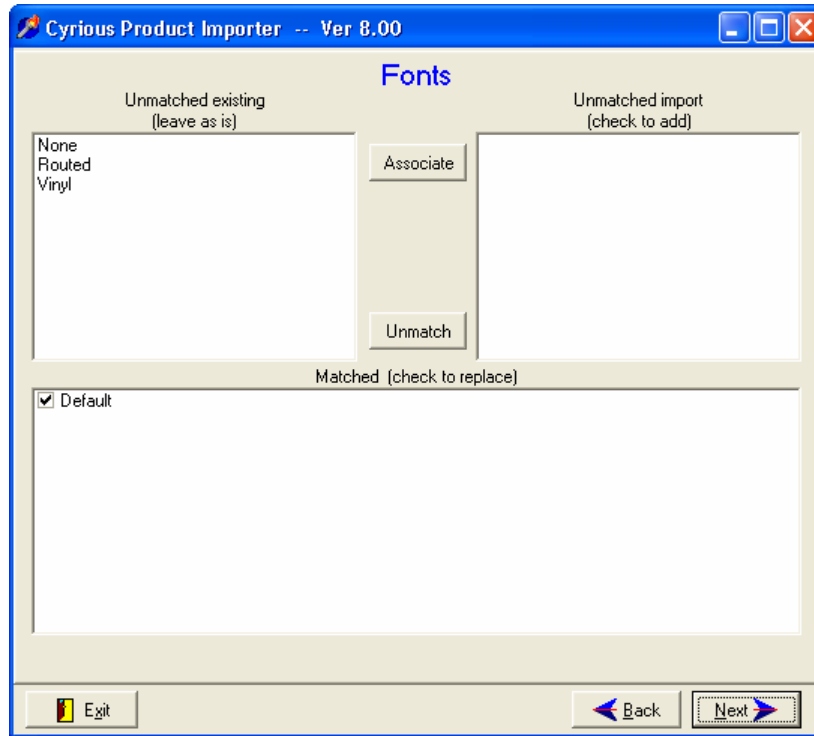 Cyrious Product Importer -- Ver 8.00
Fonts
Unmatched existing
(leave as is)
Unmatched import
(check to add)
None
Routed
Vinyl
Associate
Unmatch
Matched (check to replace)
Default
Exit
Back
Next